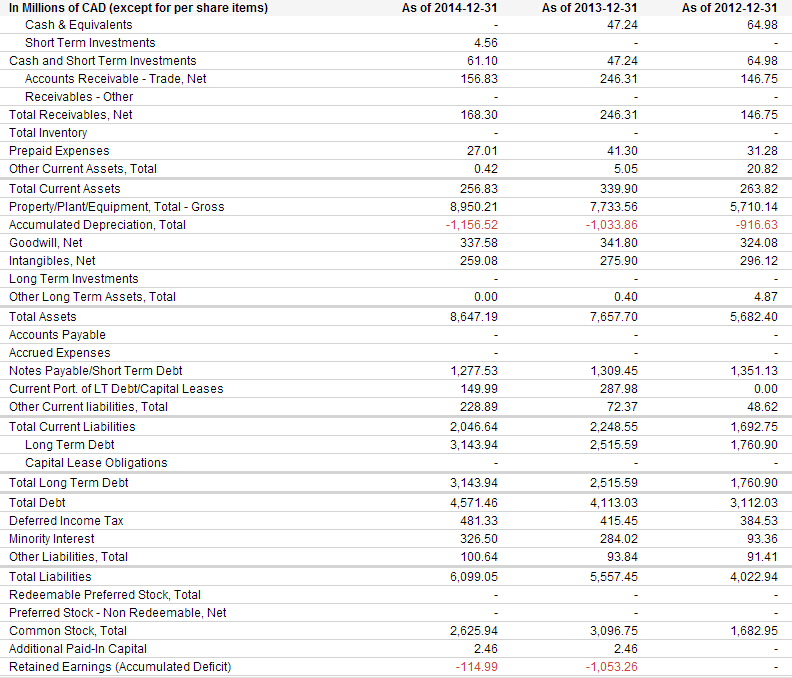 In Millions of CAD (except for per share items) As of 2014-12-31 As of 2013-12-31 As of 2012-12-31
Cash & Equivalents - 47.24 64.98
Short Term Investments 4.56 - -
Cash and Short Term Investments 61.10 47.24 64.98
Accounts Receivable - Trade, Net 156.83 246.31 146.75
Receivables - Other - - -
Total Receivables, Net 168.30 246.31 146.75
Total Inventory - - -
Prepaid Expenses 27.01 41.30 31.28
Other Current Assets, Total 0.42 5.05 20.82
Total Current Assets 256.83 339.90 263.82
Property/Plant/Equipment, Total - Gross 8,950.21 7,733.56 5,710.14
Accumulated Depreciation, Total -1,156.52 -1,033.86 -916.63
Goodwill, Net 337.58 341.80 324.08
Intangibles, Net 259.08 275.90 296.12
Long Term Investments - - -
Other Long Term Assets, Total 0.00 0.40 4.87
Total Assets 8,647.19 7,657.70 5,682.40
Accounts Payable - - -
Accrued Expenses - - -
Notes Payable/Short Term Debt 1,277.53 1,309.45 1,351.13
Current Port. of LT Debt/Capital Leases 149.99 287.98 0.00
Other Current liabilities, Total 228.89 72.37 48.62
Total Current Liabilities 2,046.64 2,248.55 1,692.75
Long Term Debt 3,143.94 2,515.59 1,760.90
Capital Lease Obligations - - -
Total Long Term Debt 3,143.94 2,515.59 1,760.90
Total Debt 4,571.46 4,113.03 3,112.03
Deferred Income Tax 481.33 415.45 384.53
Minority Interest 326.50 284.02 93.36
Other Liabilities, Total 100.64 93.84 91.41
Total Liabilities 6,099.05 5,557.45 4,022.94
Redeemable Preferred Stock, Total - - -
Preferred Stock - Non Redeemable, Net - - -
Common Stock, Total 2,625.94 3,096.75 1,682.95
Additional Paid-In Capital 2.46 2.46 -
Retained Earnings (Accumulated Deficit) -114.99 -1,053.26 -